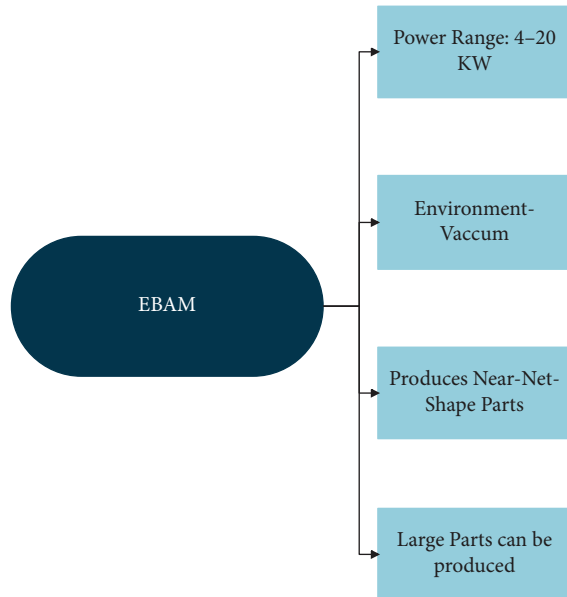 Power Range: 4–20
KW
Environment-
Vaccum
EBAM
Produces Near-Net-
Shape Parts
Large Parts can be
produced